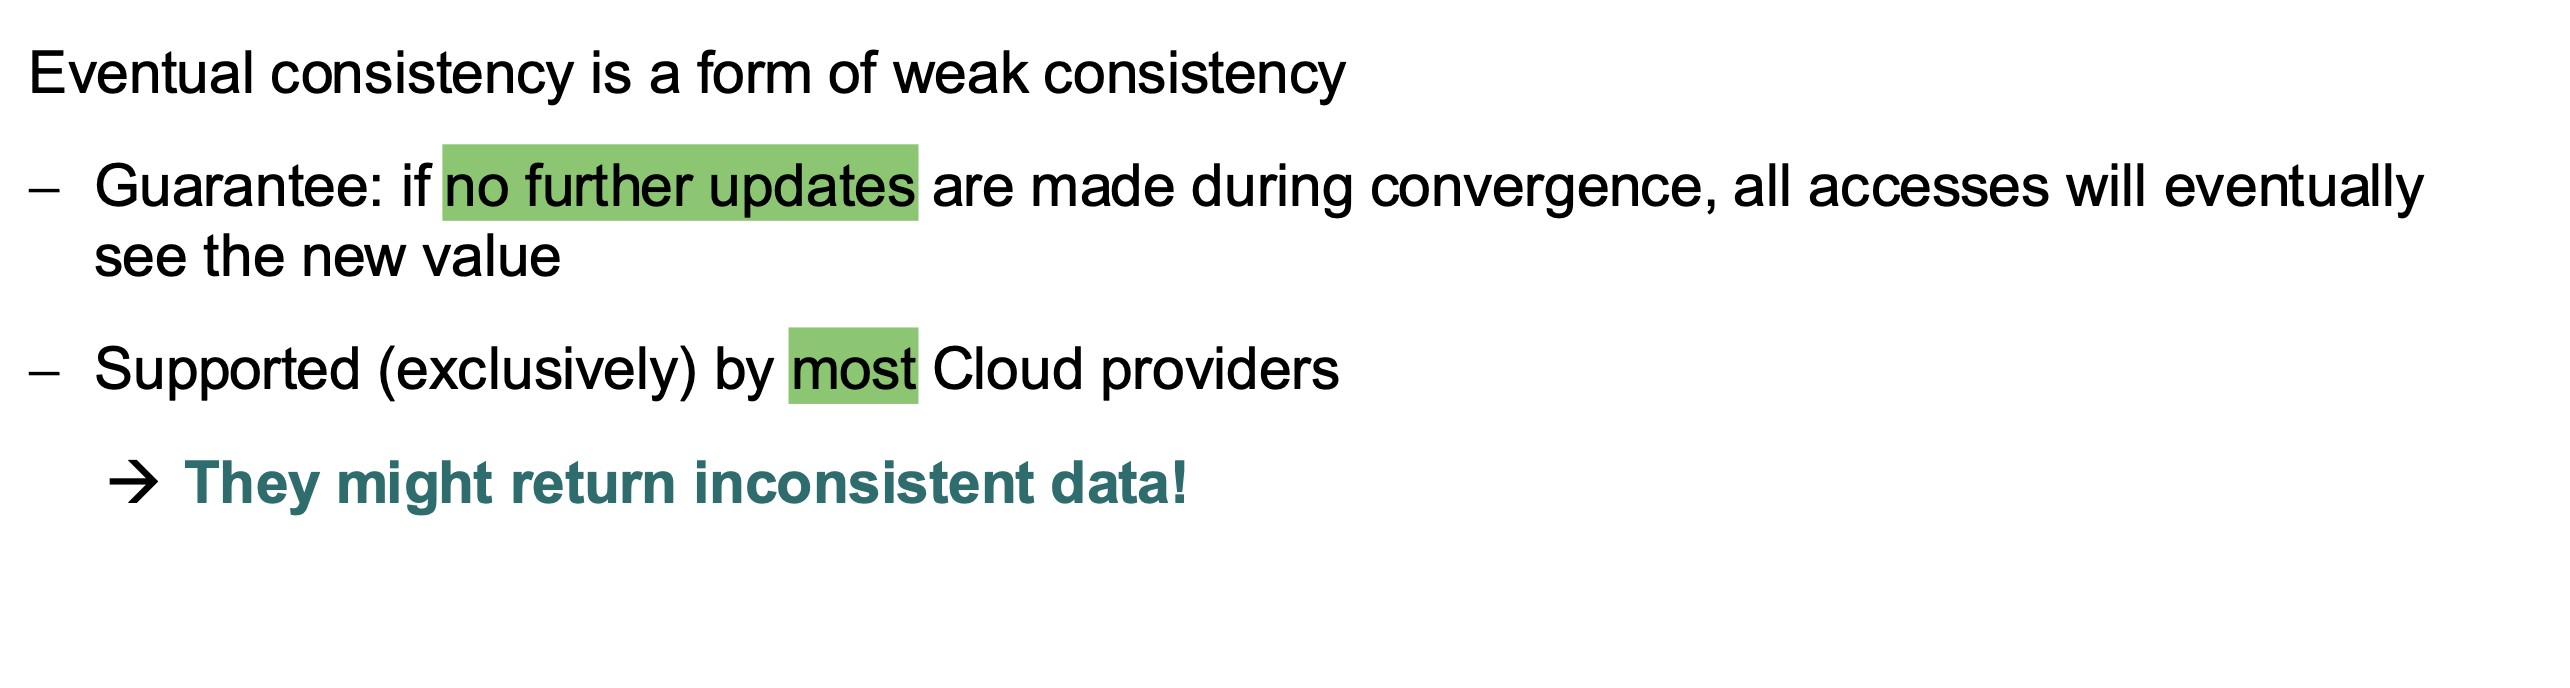 Eventual consistency is a form of weak consistency
– Guarantee: if no further updates are made during convergence, all accesses will eventually
see the new value
– Supported (exclusively) by most Cloud providers
→ They might return inconsistent data!